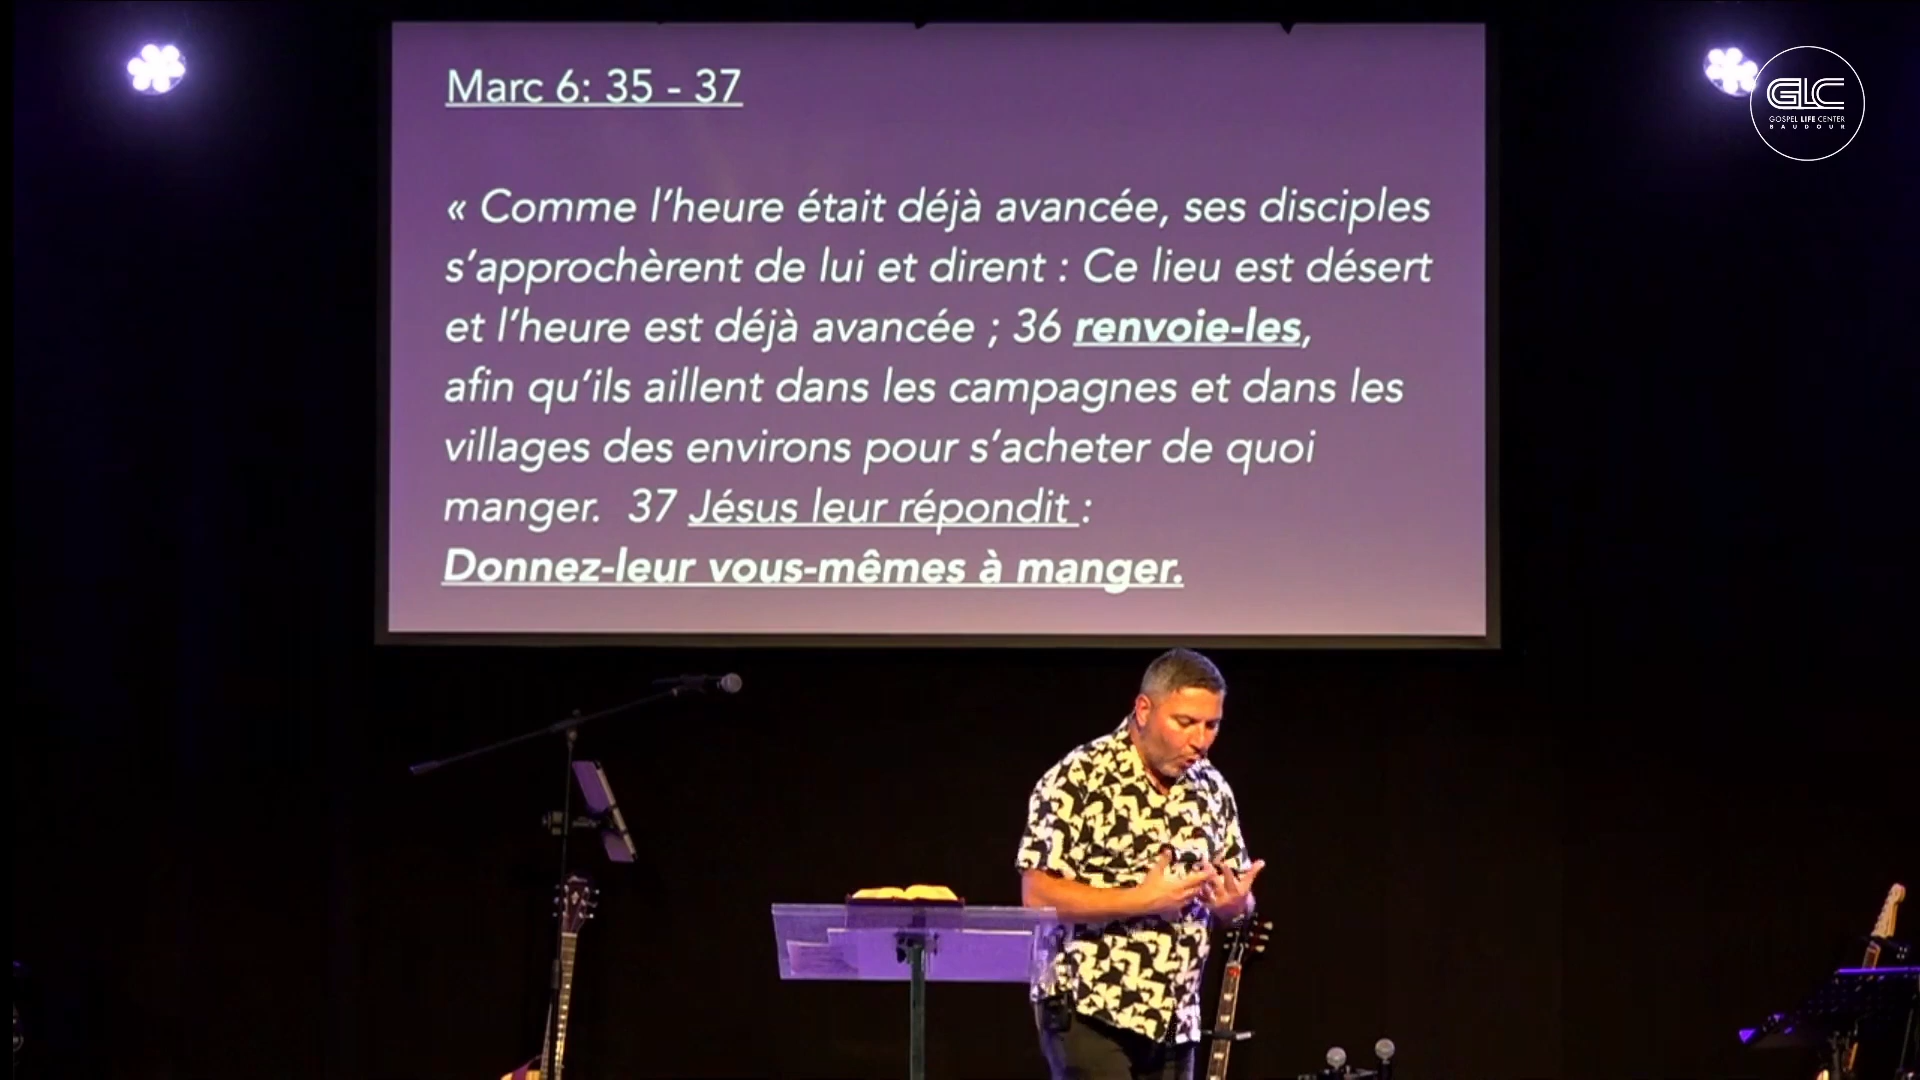 Marc 6: 35 - 37
« Comme l’heure était déjà avancée, ses disciples
s’approchèrent de lui et dirent : Ce lieu est désert
et l’heure est déjà avancée ; 36 renvoie-les,
afin qu’ils aillent dans les campagnes et dans les
villages des environs pour s’acheter de quoi
manger.  37 Jésus leur répondit :
Donnez-leur vous-mêmes à manger.
GLC
GOSPEL LIFE CENTER
BAUDOUR